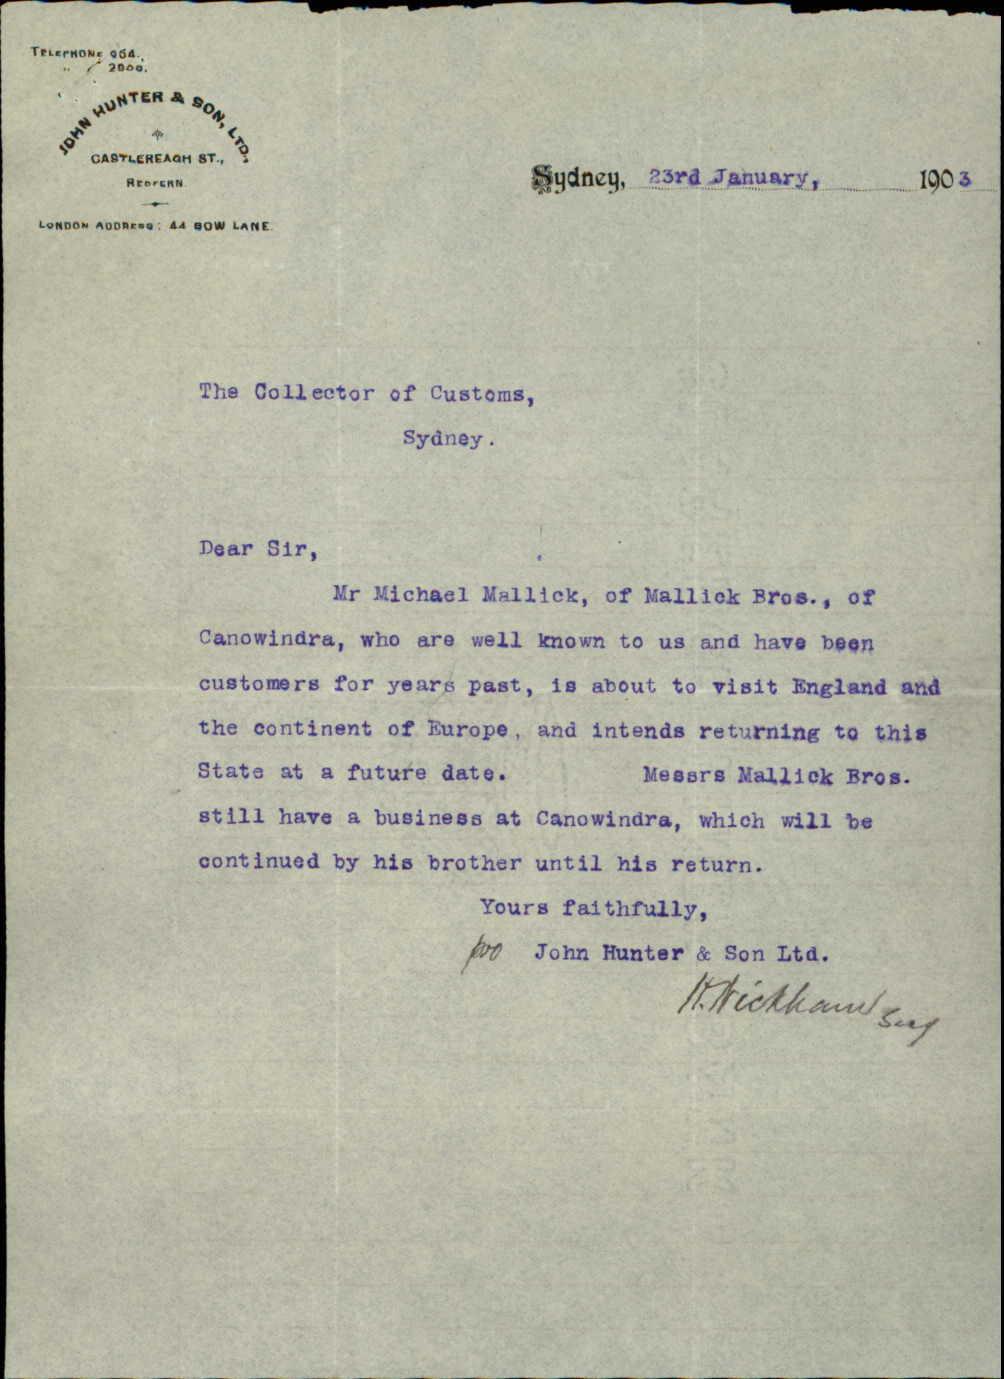 TELEPHONE 964.,
" 2900.
JOHN HUNTER & SON, LTD.,
CASTLEREAGH ST.,
REDFERN
LONDON ADDRESS: 44 BOW LANE.
Sydney, 23rd January, 1903
The Collector of Customs,
Sydney.
Dear Sir,
Mr Michael Mallick, of Mallick Bros., of
Canowindra, who are well known to us and have been
customers for years past, is about to visit England and
the continent of Europe, and intends returning to this
State at a future date. Messrs Mallick Bros.
still have a business at Canowindra, which will be
continued by his brother until his return.
Yours faithfully,
pro John Hunter & Son Ltd.
H. Wickham Secy